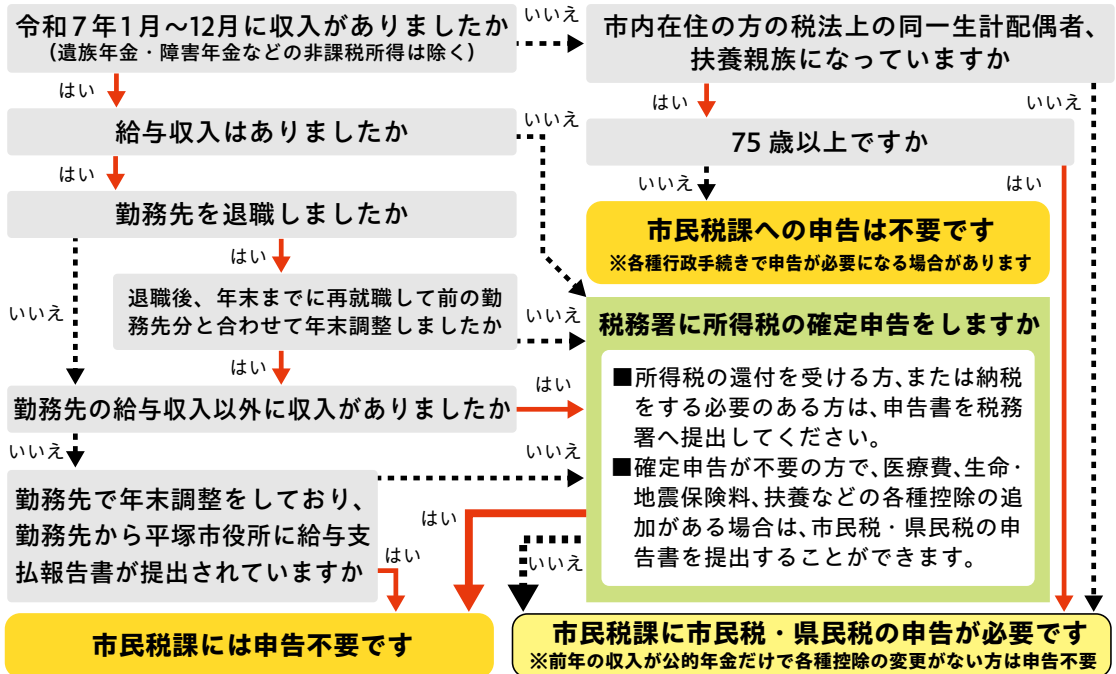 令和7年1月～12月に収入がありましたか
(遺族年金・障害年金などの非課税所得は除く)
いいえ
市内在住の方の税法上の同一生計配偶者、
扶養親族になっていますか
はい
はい
いいえ
給与収入はありましたか
いいえ
75歳以上ですか
はい
いいえ
はい
勤務先を退職しましたか
市民税課への申告は不要です
※各種行政手続きで申告が必要になる場合があります
はい
いいえ
退職後、年末までに再就職して前の勤
務先分と合わせて年末調整しましたか
いいえ
はい
税務署に所得税の確定申告をしますか
■所得税の還付を受ける方、または納税
をする必要のある方は、申告書を税務
署へ提出してください。
■確定申告が不要の方で、医療費、生命・
地震保険料、扶養などの各種控除の追
加がある場合は、市民税・県民税の申
告書を提出することができます。
勤務先の給与収入以外に収入がありましたか
はい
いいえ
いいえ
勤務先で年末調整をしており、
勤務先から平塚市役所に給与支
払報告書が提出されていますか
はい
はい
いいえ
市民税課には申告不要です
市民税課に市民税・県民税の申告が必要です
※前年の収入が公的年金だけで各種控除の変更がない方は申告不要